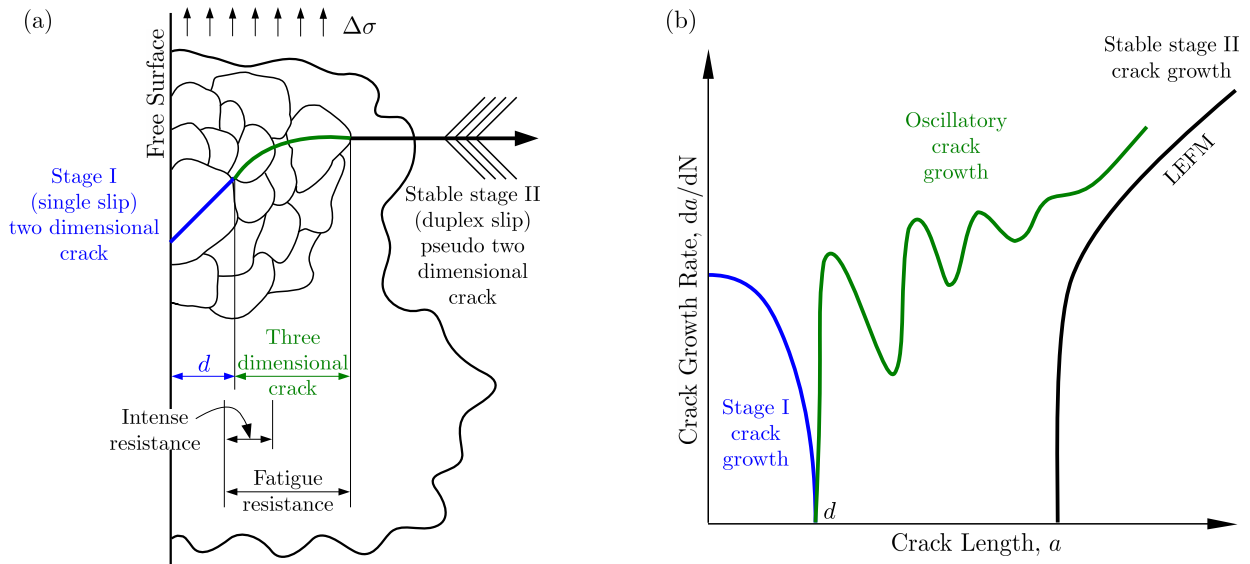 (a)
Δσ
Free Surface
Stage I
(single slip)
two dimensional
crack
Stable stage II
(duplex slip)
pseudo two
dimensional
crack
d
Three
dimensional
crack
Intense
resistance
Fatigue
resistance
(b)
Crack Growth Rate, da/dN
Stage I
crack
growth
Oscillatory
crack
growth
Stable stage II
crack growth
LEFM
d
Crack Length, a